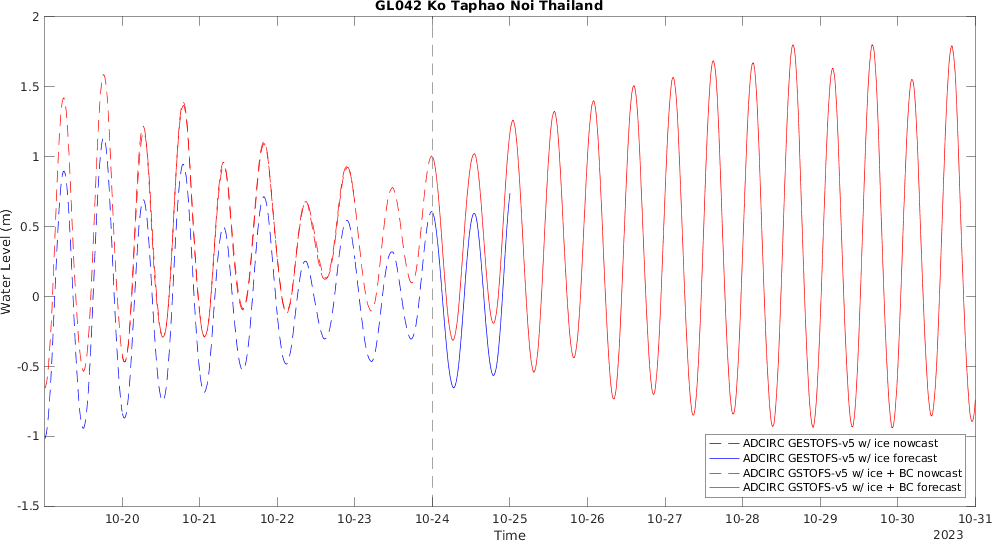 GL042 Ko Taphao Noi Thailand
2
1.5
1
0.5
0
-0.5
-1
-1.5
Water Level (m)
ADCIRC GESTOFS-v5 w/ ice nowcast
ADCIRC GESTOFS-v5 w/ ice forecast
ADCIRC GSTOFS-v5 w/ ice + BC nowcast
ADCIRC GSTOFS-v5 w/ ice + BC forecast
10-20 10-21 10-22 10-23 10-24 10-25 10-26 10-27 10-28 10-29 10-30 10-31
Time
2023